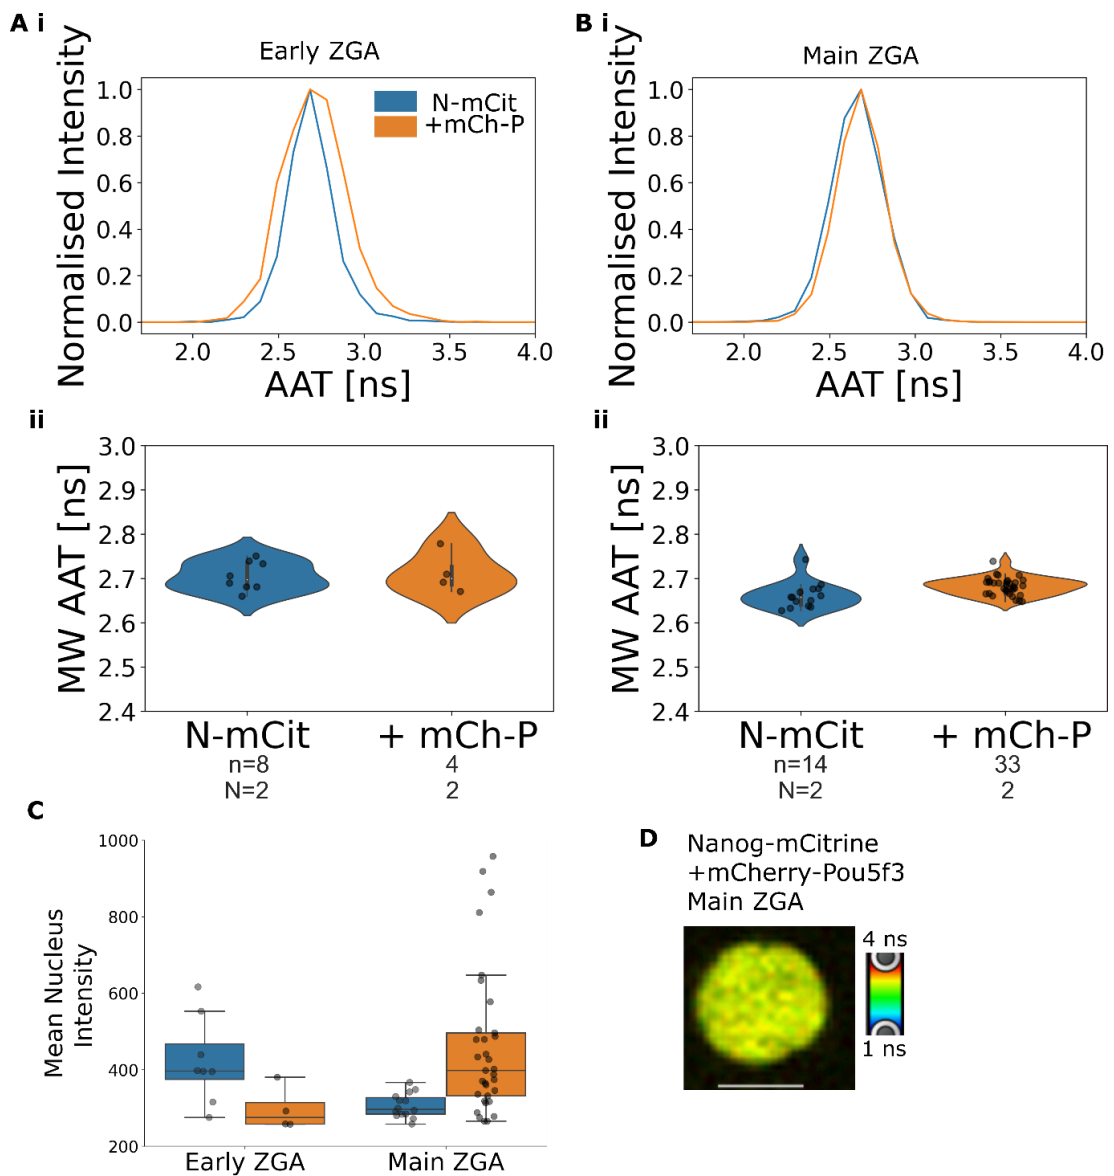 A i
Early ZGA
Normalised Intensity
1.0
0.8
0.6
0.4
0.2
0.0
N-mCit
+mCh-P
2.0 2.5 3.0 3.5 4.0
AAT [ns]
B i
Main ZGA
Normalised Intensity
1.0
0.8
0.6
0.4
0.2
0.0
2.0 2.5 3.0 3.5 4.0
AAT [ns]
ii
MW AAT [ns]
3.0
2.9
2.8
2.7
2.6
2.5
2.4
N-mCit + mCh-P
n=8 4
N=2 2
ii
MW AAT [ns]
3.0
2.9
2.8
2.7
2.6
2.5
2.4
N-mCit + mCh-P
n=14 33
N=2 2
C
Mean Nucleus
Intensity
1000
800
600
400
200
Early ZGA Main ZGA
D
Nanog-mCitrine
+mCherry-Pou5f3
Main ZGA
4 ns
1 ns